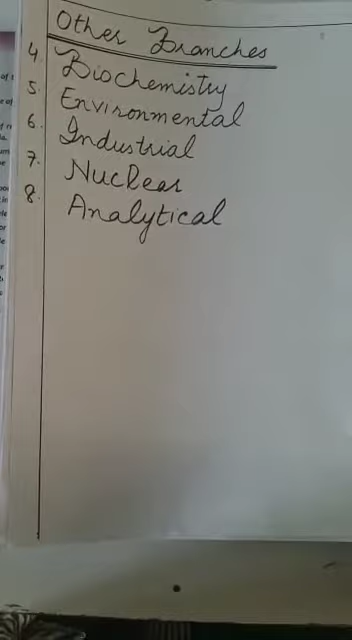 Other Branches
4. Biochemistry
5. Environmental
6. Industrial
7. Nuclear
8. Analytical